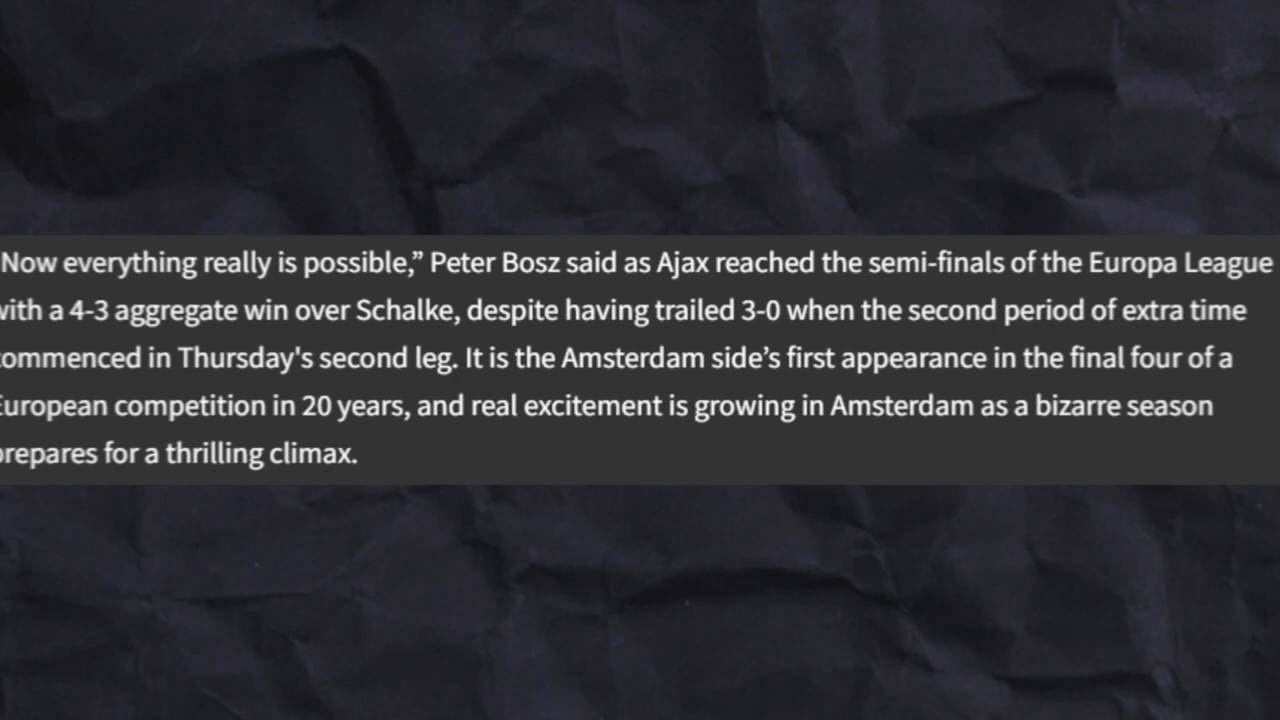 Now everything really is possible,” Peter Bosz said as Ajax reached the semi-finals of the Europa League
with a 4-3 aggregate win over Schalke, despite having trailed 3-0 when the second period of extra time
commenced in Thursday's second leg. It is the Amsterdam side’s first appearance in the final four of a
European competition in 20 years, and real excitement is growing in Amsterdam as a bizarre season
prepares for a thrilling climax.